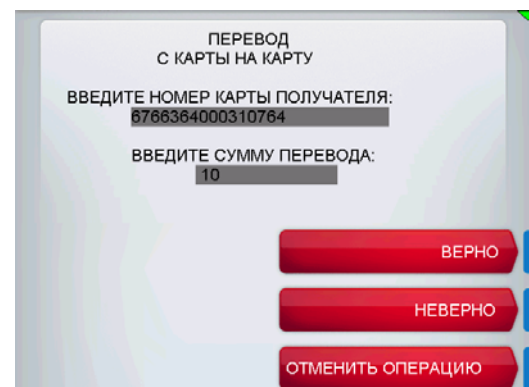 ПЕРЕВОД
С КАРТЫ НА КАРТУ
ВВЕДИТЕ НОМЕР КАРТЫ ПОЛУЧАТЕЛЯ:
6766364000310764
ВВЕДИТЕ СУММУ ПЕРЕВОДА:
10
ВЕРНО
НЕВЕРНО
ОТМЕНИТЬ ОПЕРАЦИЮ